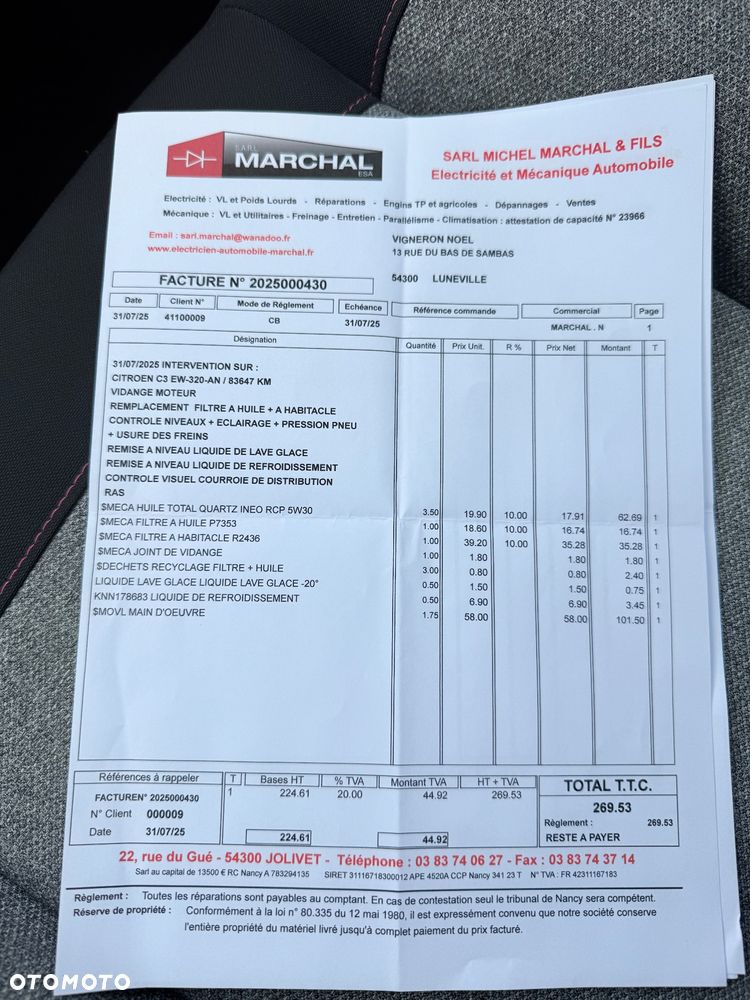 S.A.R.L
MARCHAL
ESA
SARL MICHEL MARCHAL & FILS
Electricité et Mécanique Automobile
Electricité : VL et Poids Lourds - Réparations - Engins TP et agricoles - Dépannages - Ventes
Mécanique : VL et Utilitaires - Freinage - Entretien - Parallélisme - Climatisation : attestation de capacité N° 23966
Email : sarl.marchal@wanadoo.fr
www.electricien-automobile-marchal.fr
VIGNERON NOEL
13 RUE DU BAS DE SAMBAS
54300 LUNEVILLE
FACTURE N° 2025000430
Date Client N° Mode de Règlement Echéance Référence commande Commercial Page
31/07/25 41100009 CB 31/07/25 MARCHAL . N 1
Désignation Quantité Prix Unit. R % Prix Net Montant T
31/07/2025 INTERVENTION SUR :
CITROEN C3 EW-320-AN / 83647 KM
VIDANGE MOTEUR
REMPLACEMENT FILTRE A HUILE + A HABITACLE
CONTROLE NIVEAUX + ECLAIRAGE + PRESSION PNEU
+ USURE DES FREINS
REMISE A NIVEAU LIQUIDE DE LAVE GLACE
REMISE A NIVEAU LIQUIDE DE REFROIDISSEMENT
CONTROLE VISUEL COURROIE DE DISTRIBUTION
RAS
$MECA HUILE TOTAL QUARTZ INEO RCP 5W30 3.50 19.90 10.00 17.91 62.69 1
$MECA FILTRE A HUILE P7353 1.00 18.60 10.00 16.74 16.74 1
$MECA FILTRE A HABITACLE R2436 1.00 39.20 10.00 35.28 35.28 1
$MECA JOINT DE VIDANGE 1.00 1.80 1.80 1.80 1
$DECHETS RECYCLAGE FILTRE + HUILE 3.00 0.80 0.80 2.40 1
LIQUIDE LAVE GLACE LIQUIDE LAVE GLACE -20° 0.50 1.50 1.50 0.75 1
KNN178683 LIQUIDE DE REFROIDISSEMENT 0.50 6.90 6.90 3.45 1
$MOVL MAIN D'OEUVRE 1.75 58.00 58.00 101.50 1
Références à rappeler T Bases HT % TVA Montant TVA HT + TVA TOTAL T.T.C.
FACTUREN° 2025000430 1 224.61 20.00 44.92 269.53 269.53
N° Client 000009 Règlement : 269.53
Date 31/07/25 224.61 44.92 RESTE A PAYER
22, rue du Gué - 54300 JOLIVET - Téléphone : 03 83 74 06 27 - Fax : 03 83 74 37 14
Sarl au capital de 13500 € RC Nancy A 783294135 SIRET 31116718300012 APE 4520A CCP Nancy 341 23 T N° TVA : FR 42311167183
Règlement : Toutes les réparations sont payables au comptant. En cas de contestation seul le tribunal de Nancy sera compétent.
Réserve de propriété : Conformément à la loi n° 80.335 du 12 mai 1980, il est expressément convenu que notre société conserve
l'entière propriété du matériel livré jusqu'à complet paiement du prix facturé.
OTOMOTO